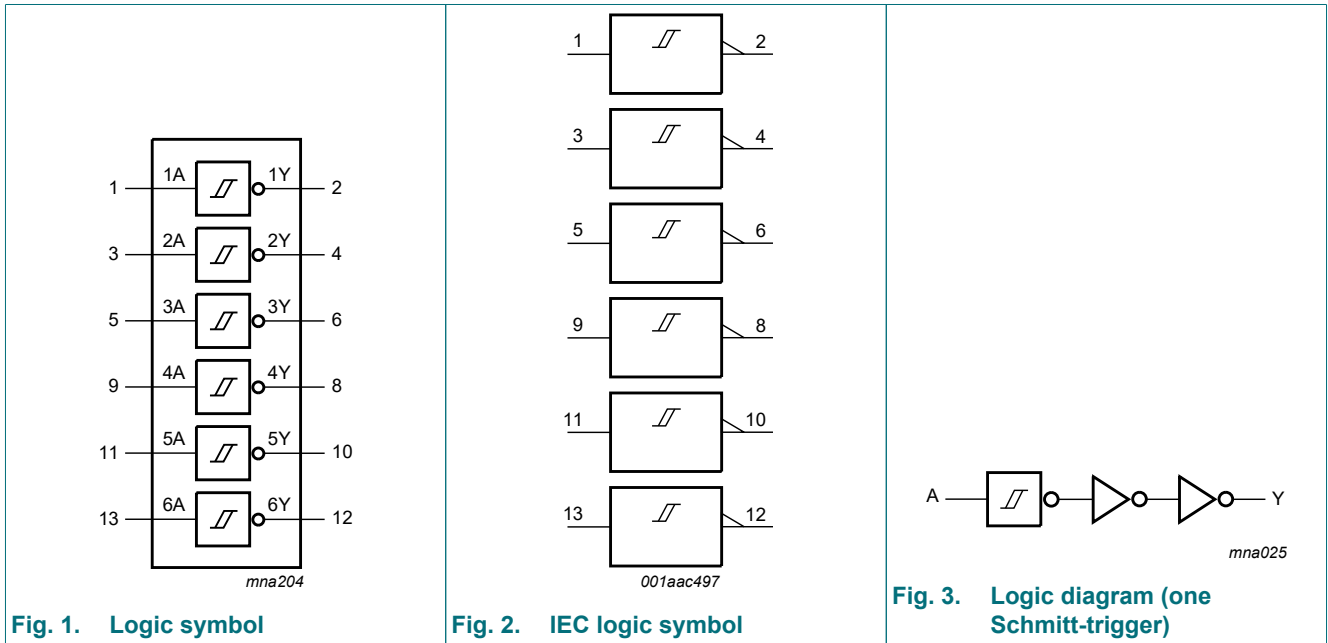 1A 1Y
1 2
2A 2Y
3 4
3A 3Y
5 6
4A 4Y
9 8
5A 5Y
11 10
6A 6Y
13 12
mna204
Fig. 1. Logic symbol
1 2
3 4
5 6
9 8
11 10
13 12
001aac497
Fig. 2. IEC logic symbol
A Y
mna025
Fig. 3. Logic diagram (one
Schmitt-trigger)